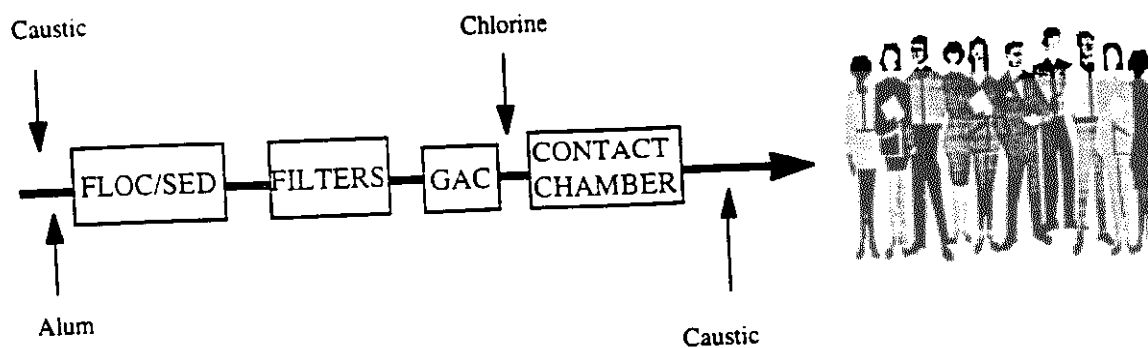 Caustic
Chlorine
FLOC/SED
FILTERS
GAC
CONTACT
CHAMBER
Alum
Caustic